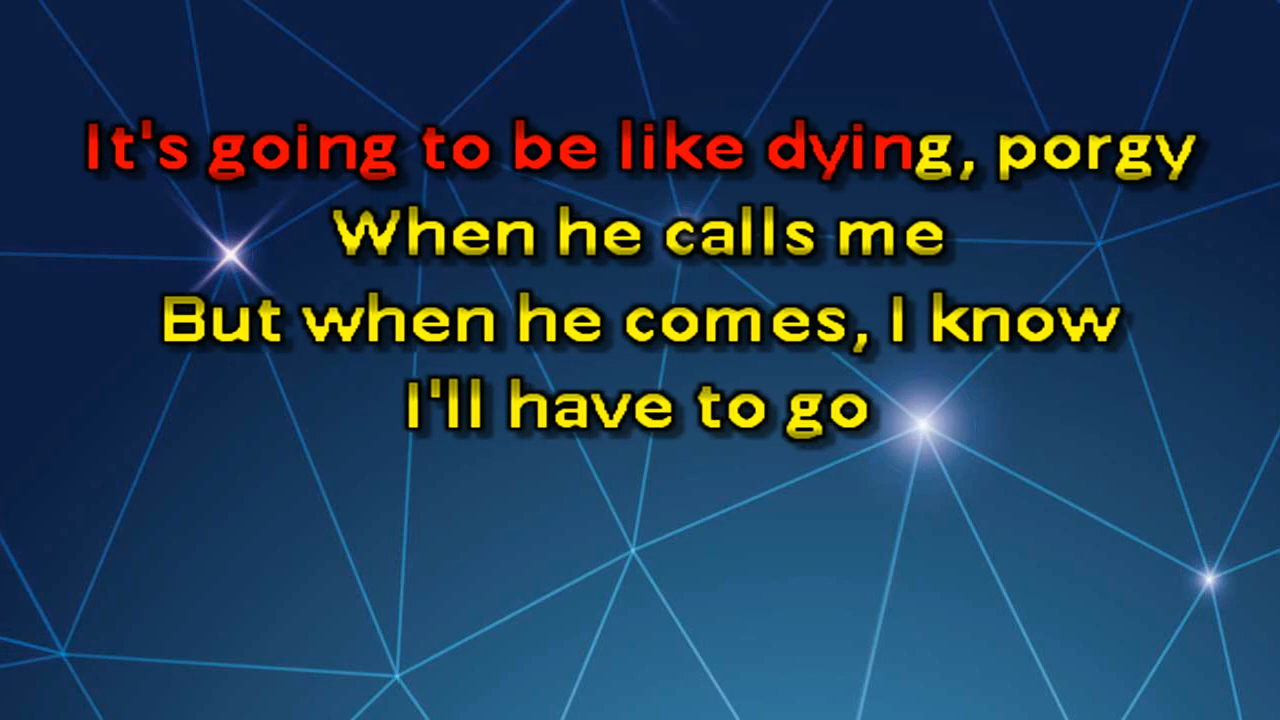 It's going to be like dying, porgy
When he calls me
But when he comes, I know
I'll have to go